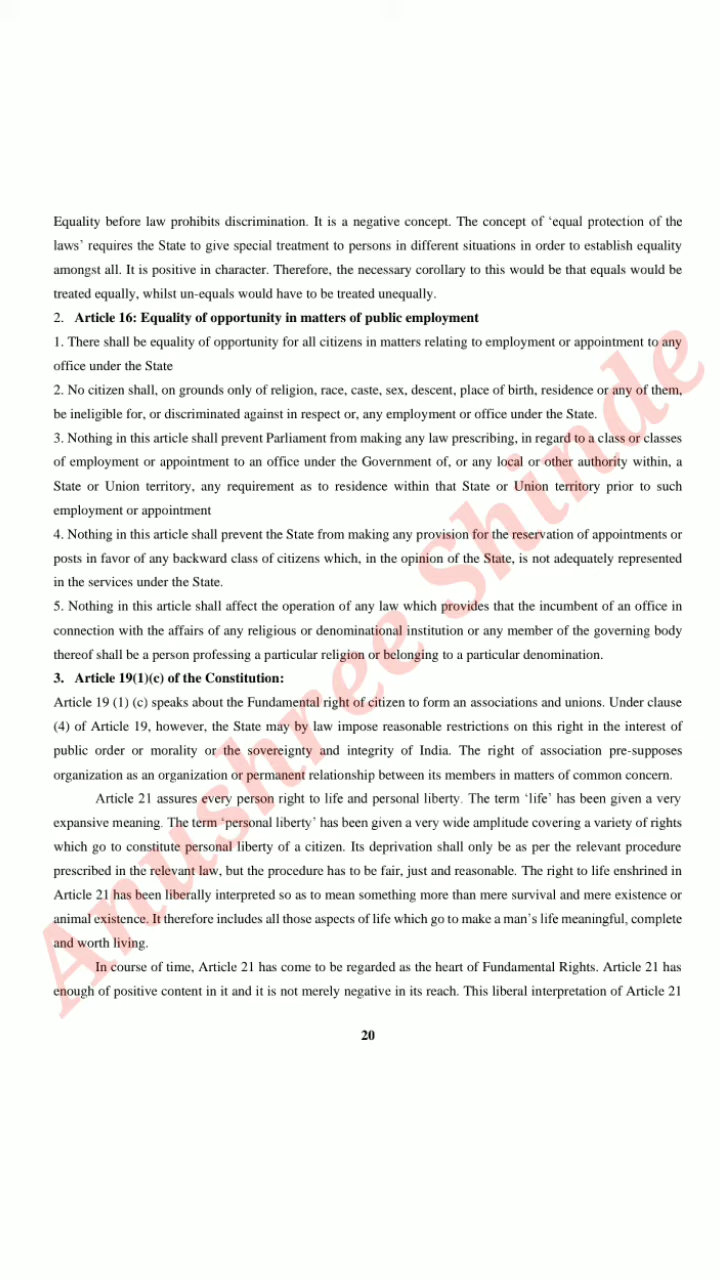 Equality before law prohibits discrimination. It is a negative concept. The concept of ‘equal protection of the
laws’ requires the State to give special treatment to persons in different situations in order to establish equality
amongst all. It is positive in character. Therefore, the necessary corollary to this would be that equals would be
treated equally, whilst un-equals would have to be treated unequally.
2. Article 16: Equality of opportunity in matters of public employment
1. There shall be equality of opportunity for all citizens in matters relating to employment or appointment to any
office under the State
2. No citizen shall, on grounds only of religion, race, caste, sex, descent, place of birth, residence or any of them,
be ineligible for, or discriminated against in respect or, any employment or office under the State.
3. Nothing in this article shall prevent Parliament from making any law prescribing, in regard to a class or classes
of employment or appointment to an office under the Government of, or any local or other authority within, a
State or Union territory, any requirement as to residence within that State or Union territory prior to such
employment or appointment
4. Nothing in this article shall prevent the State from making any provision for the reservation of appointments or
posts in favor of any backward class of citizens which, in the opinion of the State, is not adequately represented
in the services under the State.
5. Nothing in this article shall affect the operation of any law which provides that the incumbent of an office in
connection with the affairs of any religious or denominational institution or any member of the governing body
thereof shall be a person professing a particular religion or belonging to a particular denomination.
3. Article 19(1)(c) of the Constitution:
Article 19 (1) (c) speaks about the Fundamental right of citizen to form an associations and unions. Under clause
(4) of Article 19, however, the State may by law impose reasonable restrictions on this right in the interest of
public order or morality or the sovereignty and integrity of India. The right of association pre-supposes
organization as an organization or permanent relationship between its members in matters of common concern.
Article 21 assures every person right to life and personal liberty. The term ‘life’ has been given a very
expansive meaning. The term ‘personal liberty’ has been given a very wide amplitude covering a variety of rights
which go to constitute personal liberty of a citizen. Its deprivation shall only be as per the relevant procedure
prescribed in the relevant law, but the procedure has to be fair, just and reasonable. The right to life enshrined in
Article 21 has been liberally interpreted so as to mean something more than mere survival and mere existence or
animal existence. It therefore includes all those aspects of life which go to make a man’s life meaningful, complete
and worth living.
In course of time, Article 21 has come to be regarded as the heart of Fundamental Rights. Article 21 has
enough of positive content in it and it is not merely negative in its reach. This liberal interpretation of Article 21
20
Anushree Shinde